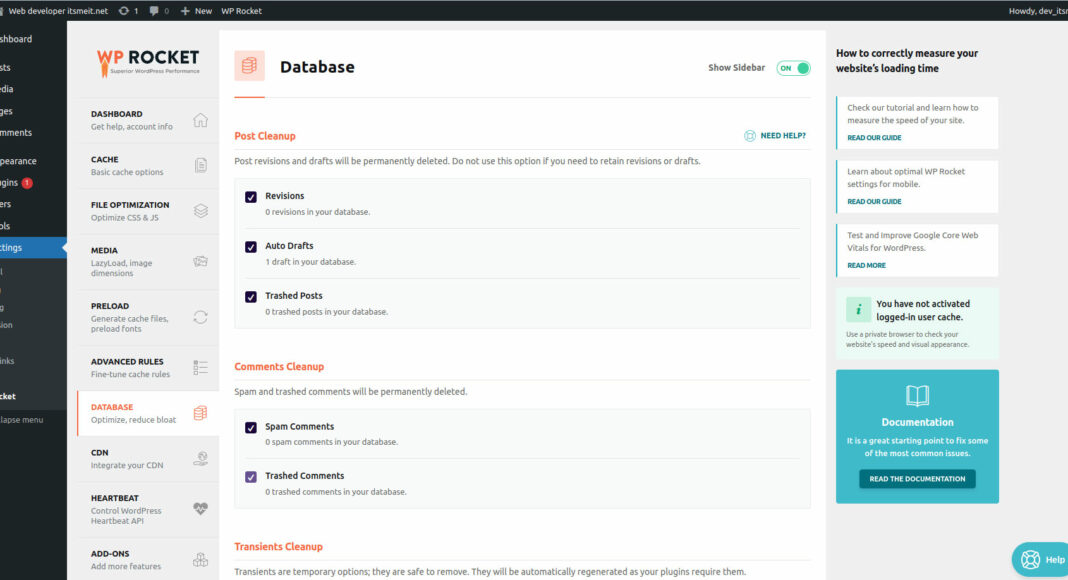 Web developer itsmeit.net
1
0
New
WP Rocket
Howdy, dev_its
shboard
sts
dia
ges
mments
pearance
gins 1
ers
ols
ttings
l
g
sion
inks
cket
lapse menu
WP ROCKET
Superior WordPress Performance
DASHBOARD
Get help, account info
CACHE
Basic cache options
FILE OPTIMIZATION
Optimize CSS & JS
MEDIA
LazyLoad, image
dimensions
PRELOAD
Generate cache files,
preload fonts
ADVANCED RULES
Fine-tune cache rules
DATABASE
Optimize, reduce bloat
CDN
Integrate your CDN
HEARTBEAT
Control WordPress
Heartbeat API
ADD-ONS
Add more features
Database
Show Sidebar
ON
Post Cleanup
NEED HELP?
Post revisions and drafts will be permanently deleted. Do not use this option if you need to retain revisions or drafts.
Revisions
0 revisions in your database.
Auto Drafts
1 draft in your database.
Trashed Posts
0 trashed posts in your database.
Comments Cleanup
Spam and trashed comments will be permanently deleted.
Spam Comments
0 spam comments in your database.
Trashed Comments
0 trashed comments in your database.
Transients Cleanup
Transients are temporary options; they are safe to remove. They will be automatically regenerated as your plugins require them.
How to correctly measure your
website's loading time
Check our tutorial and learn how to
measure the speed of your site.
READ OUR GUIDE
Learn about optimal WP Rocket
settings for mobile.
READ OUR GUIDE
Test and Improve Google Core Web
Vitals for WordPress.
READ MORE
i
You have not activated
logged-in user cache.
Use a private browser to check your
website's speed and visual appearance.
Documentation
It is a great starting point to fix some
of the most common issues.
READ THE DOCUMENTATION
Help